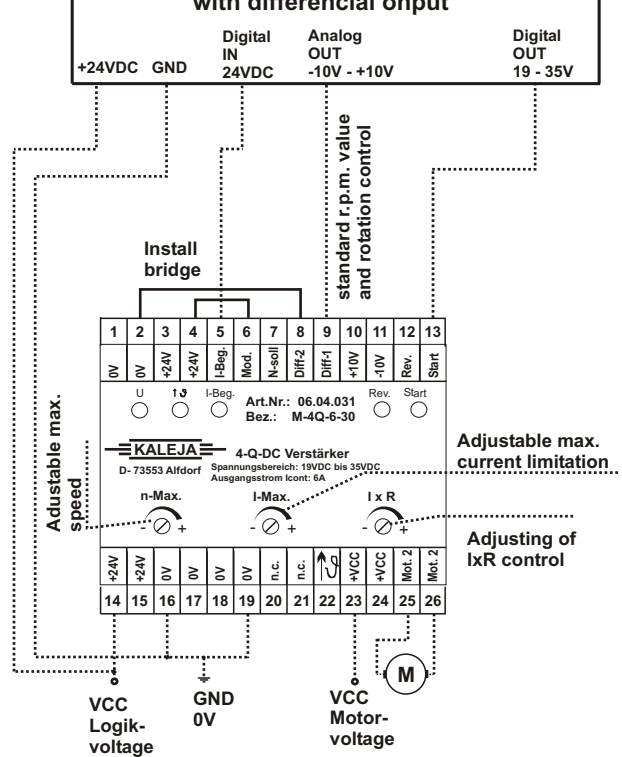 with differencial onput
Digital
IN
24VDC
Analog
OUT
-10V - +10V
Digital
OUT
19 - 35V
+24VDC GND
standard r.p.m. value
and rotation control
Install
bridge
1 2 3 4 5 6 7 8 9 10 11 12 13
0V 0V +24V +24V I-Beg. Mod. N-soll Diff-2 Diff-1 +10V -10V Rev. Start
U I-Beg. Rev. Start
Art.Nr.: 06.04.031
Bez.: M-4Q-6-30
KALEJA
D- 73553 Alfdorf
4-Q-DC Verstärker
Spannungsbereich: 19VDC bis 35VDC
Ausgangsstrom Icont: 6A
Adustable max.
speed
Adjustable max.
current limitation
n-Max. I-Max. I x R
- + - + - +
Adjusting of
IxR control
+24V +24V 0V 0V 0V 0V n.c. n.c. ↑ϑ +VCC +VCC Mot. 2 Mot. 2
14 15 16 17 18 19 20 21 22 23 24 25 26
M
VCC
Logik-
voltage
GND
0V
VCC
Motor-
voltage